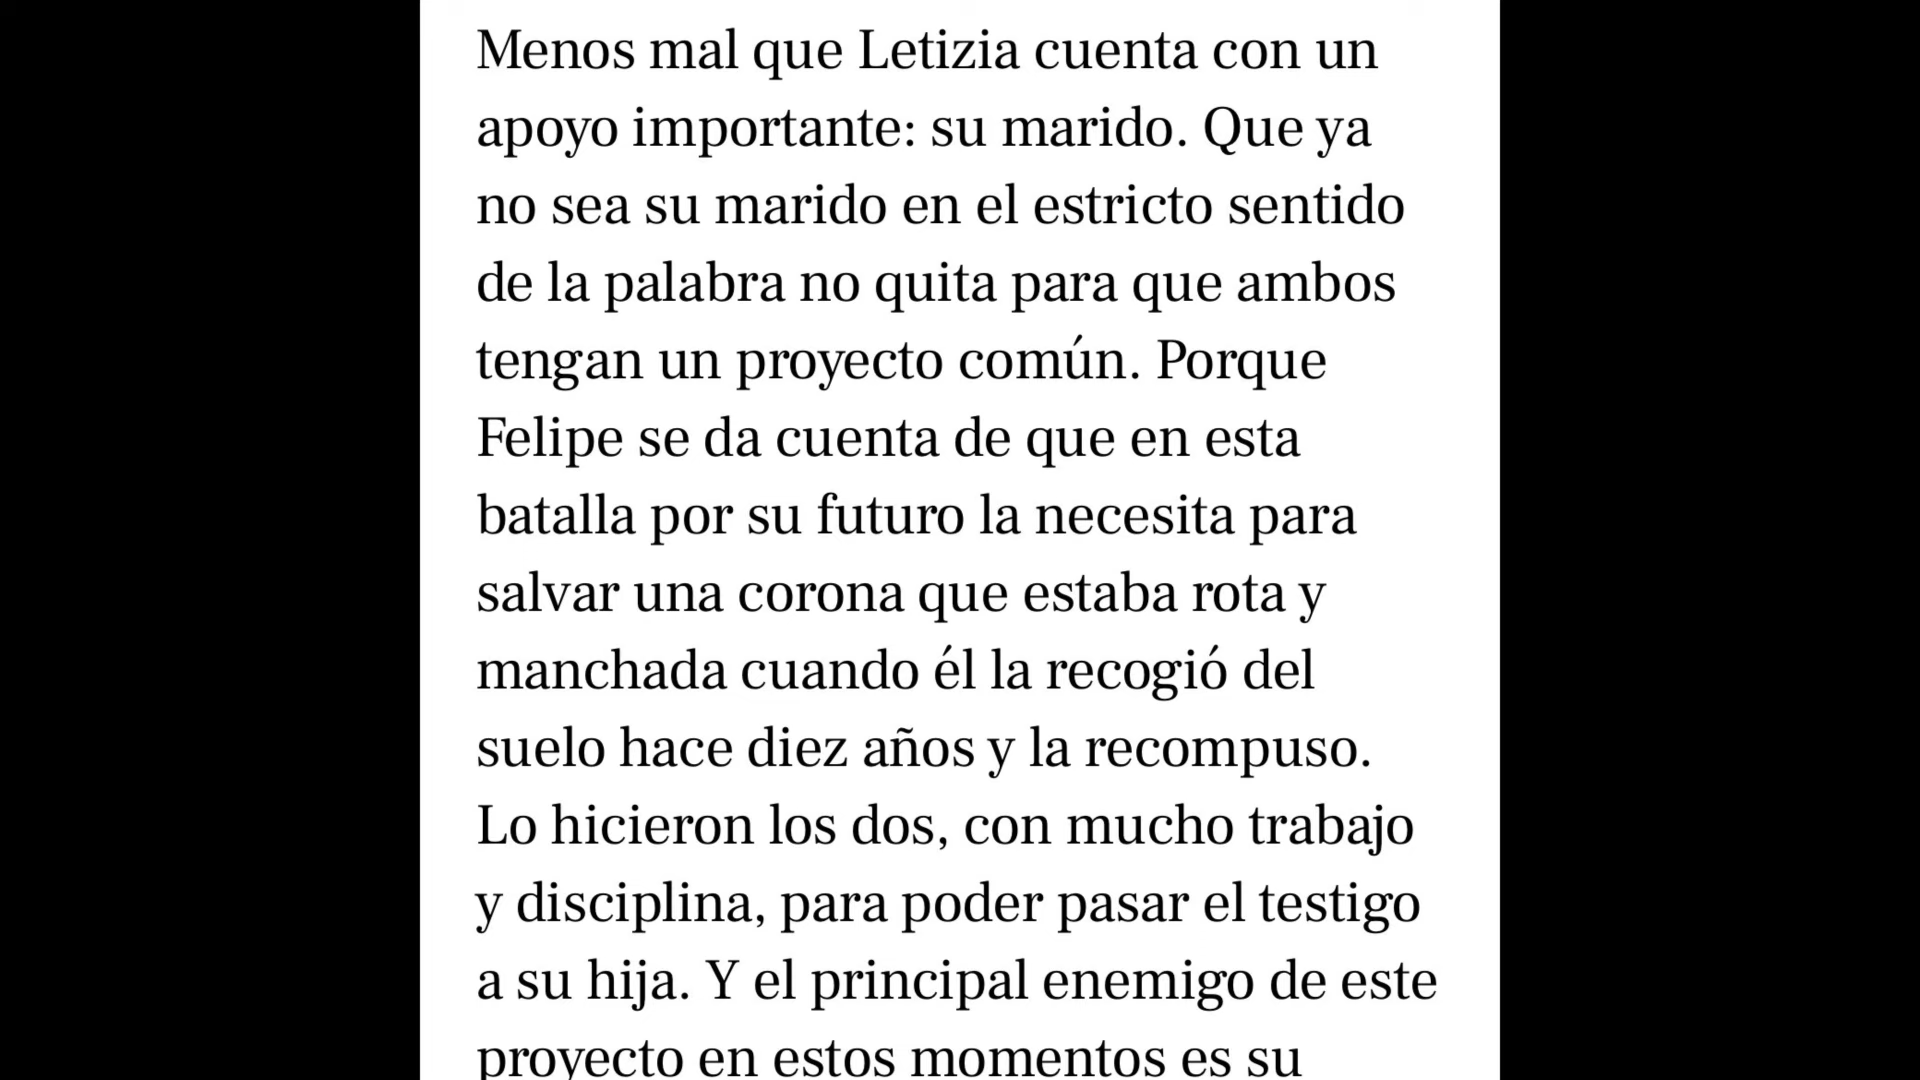 Menos mal que Letizia cuenta con un
apoyo importante: su marido. Que ya
no sea su marido en el estricto sentido
de la palabra no quita para que ambos
tengan un proyecto común. Porque
Felipe se da cuenta de que en esta
batalla por su futuro la necesita para
salvar una corona que estaba rota y
manchada cuando él la recogió del
suelo hace diez años y la recompuso.
Lo hicieron los dos, con mucho trabajo
y disciplina, para poder pasar el testigo
a su hija. Y el principal enemigo de este
proyecto en estos momentos es su